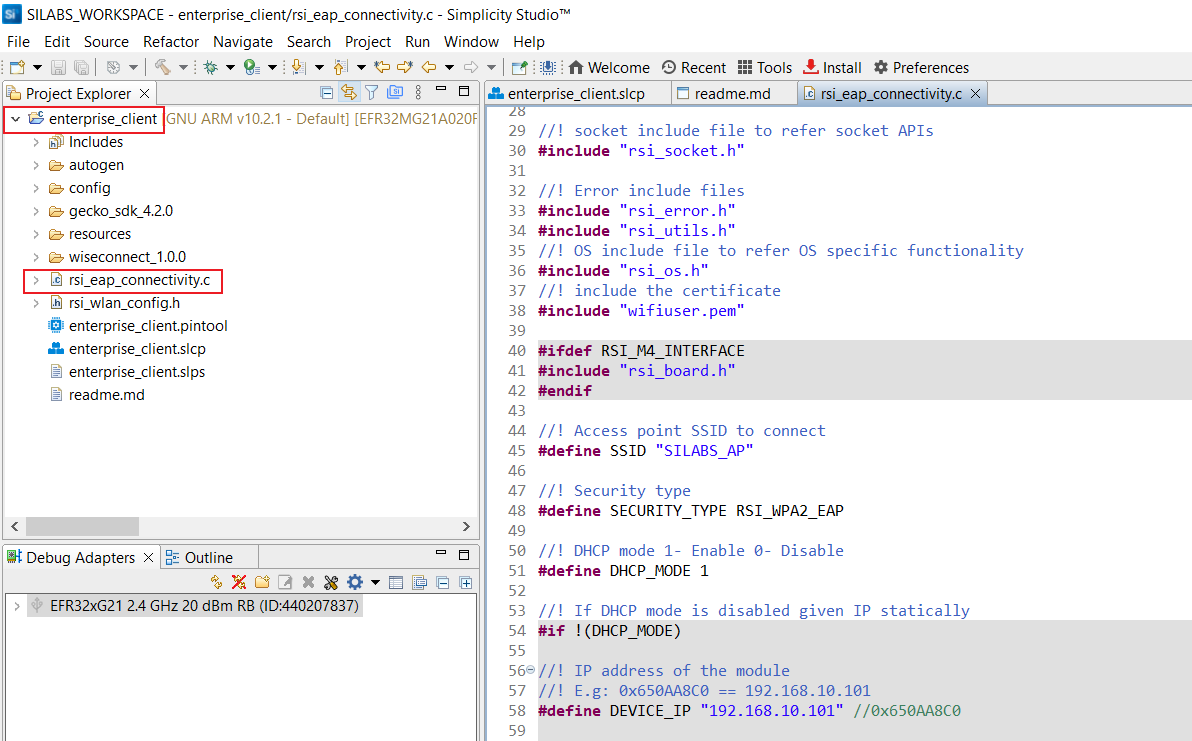 SILABS_WORKSPACE - enterprise_client/rsi_eap_connectivity.c - Simplicity Studio™
File Edit Source Refactor Navigate Search Project Run Window Help
Welcome Recent Tools Install Preferences
Project Explorer
enterprise_client GNU ARM v10.2.1 - Default] [EFR32MG21A020F
Includes
autogen
config
gecko_sdk_4.2.0
resources
wiseconnect_1.0.0
rsi_eap_connectivity.c
rsi_wlan_config.h
enterprise_client.pintool
enterprise_client.slcp
enterprise_client.slps
readme.md
Debug Adapters Outline
EFR32xG21 2.4 GHz 20 dBm RB (ID:440207837)
enterprise_client.slcp readme.md rsi_eap_connectivity.c
28
29 //! socket include file to refer socket APIs
30 #include "rsi_socket.h"
31
32 //! Error include files
33 #include "rsi_error.h"
34 #include "rsi_utils.h"
35 //! OS include file to refer OS specific functionality
36 #include "rsi_os.h"
37 //! include the certificate
38 #include "wifiuser.pem"
39
40 #ifdef RSI_M4_INTERFACE
41 #include "rsi_board.h"
42 #endif
43
44 //! Access point SSID to connect
45 #define SSID "SILABS_AP"
46
47 //! Security type
48 #define SECURITY_TYPE RSI_WPA2_EAP
49
50 //! DHCP mode 1- Enable 0- Disable
51 #define DHCP_MODE 1
52
53 //! If DHCP mode is disabled given IP statically
54 #if !(DHCP_MODE)
55
56 //! IP address of the module
57 //! E.g: 0x650AA8C0 == 192.168.10.101
58 #define DEVICE_IP "192.168.10.101" //0x650AA8C0
59